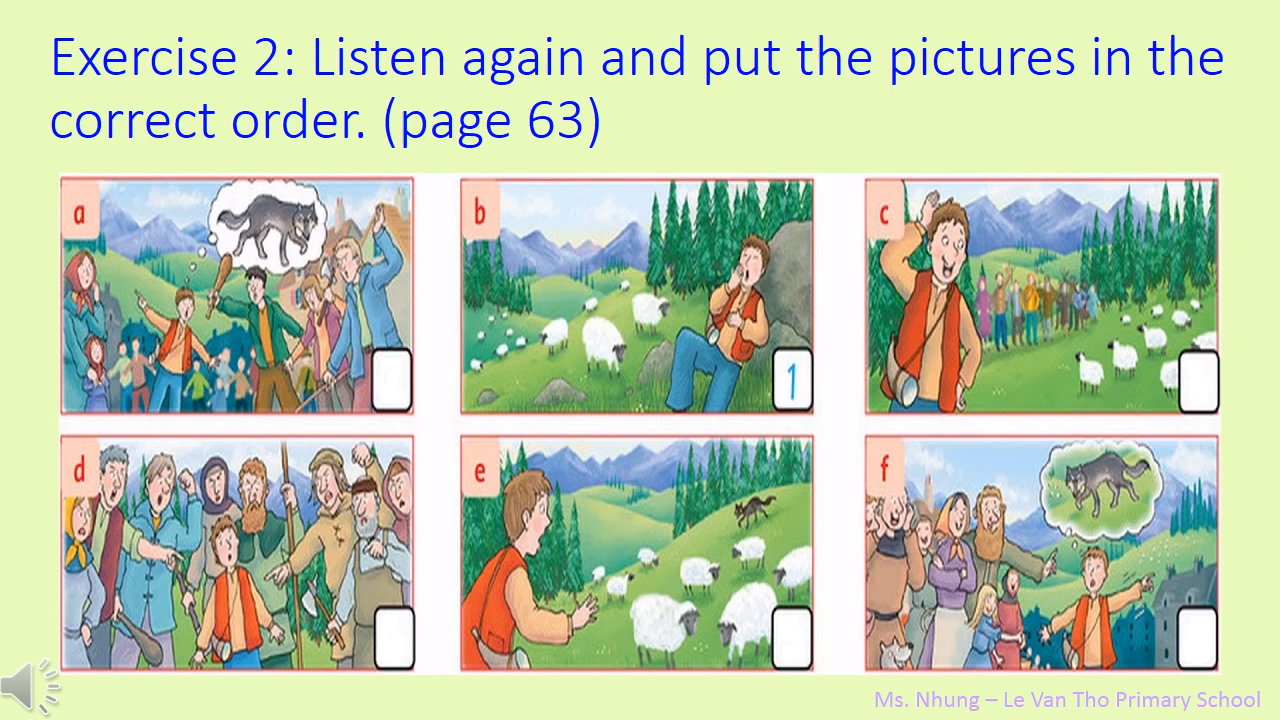 Exercise 2: Listen again and put the pictures in the
correct order. (page 63)
a
b
c
1
d
e
f
Ms. Nhung – Le Van Tho Primary School